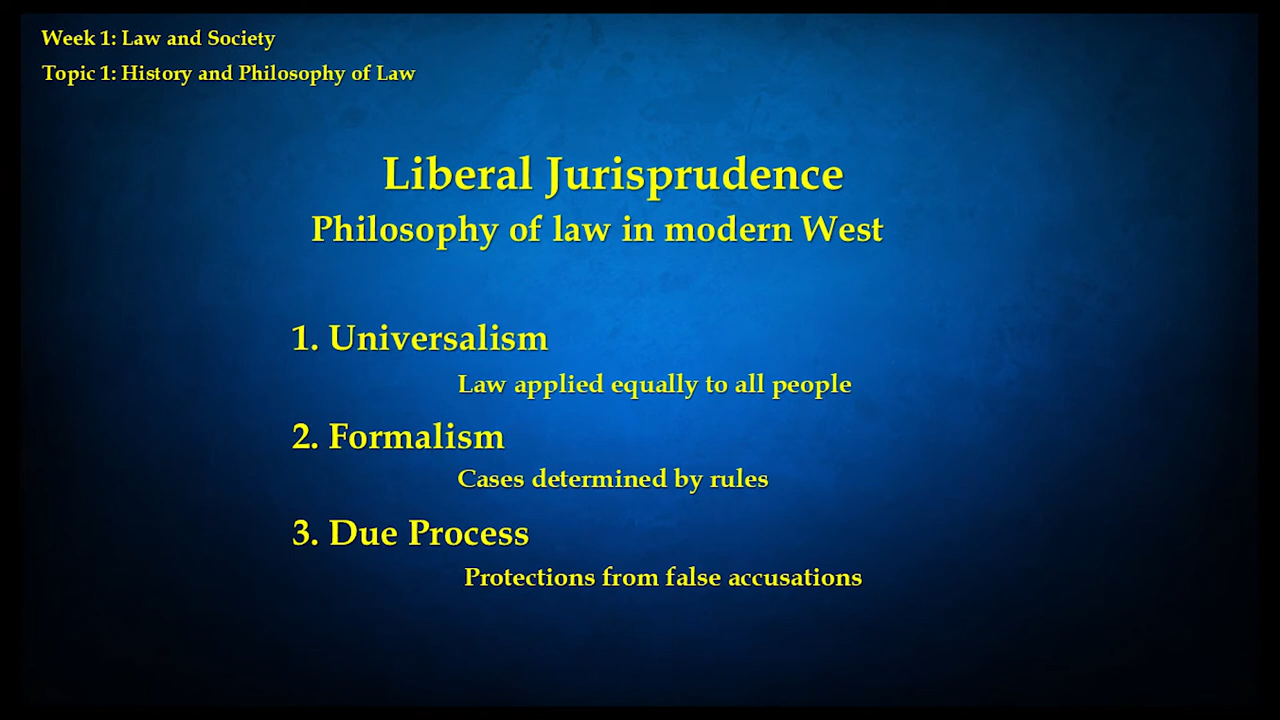 Week 1: Law and Society
Topic 1: History and Philosophy of Law
Liberal Jurisprudence
Philosophy of law in modern West
1. Universalism
Law applied equally to all people
2. Formalism
Cases determined by rules
3. Due Process
Protections from false accusations